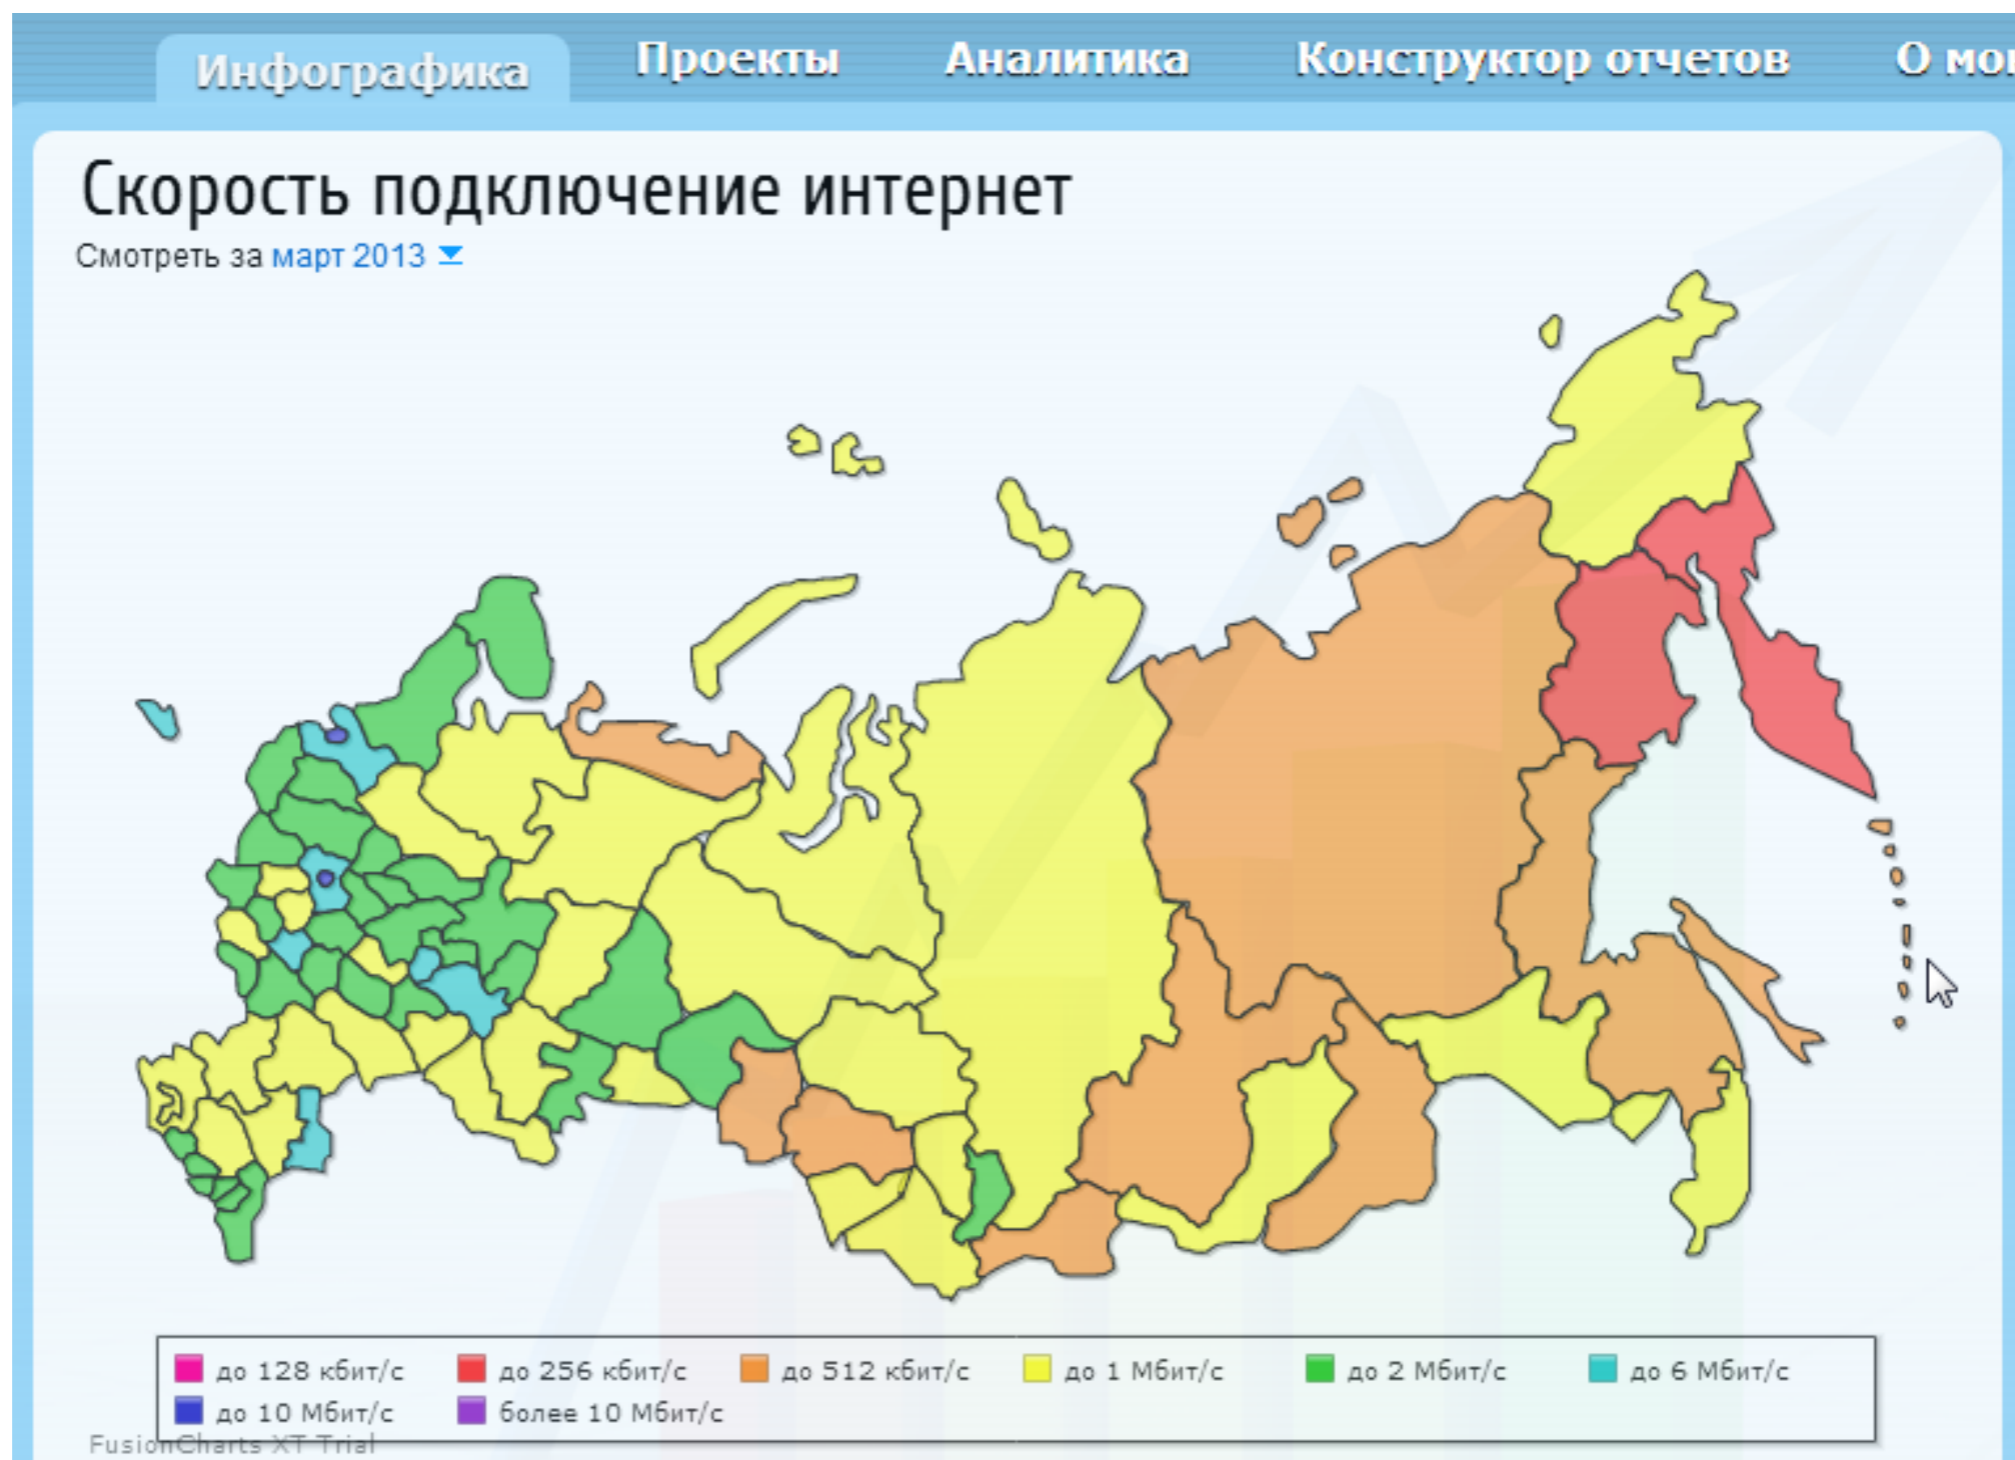 Инфографика Проекты Аналитика Конструктор отчетов О
Скорость подключение интернет
Смотреть за март 2013
до 128 кбит/с до 256 кбит/с до 512 кбит/с до 1 Мбит/с до 2 Мбит/с до 6 Мбит/с
до 10 Мбит/с более 10 Мбит/с
FusionCharts XT Trial